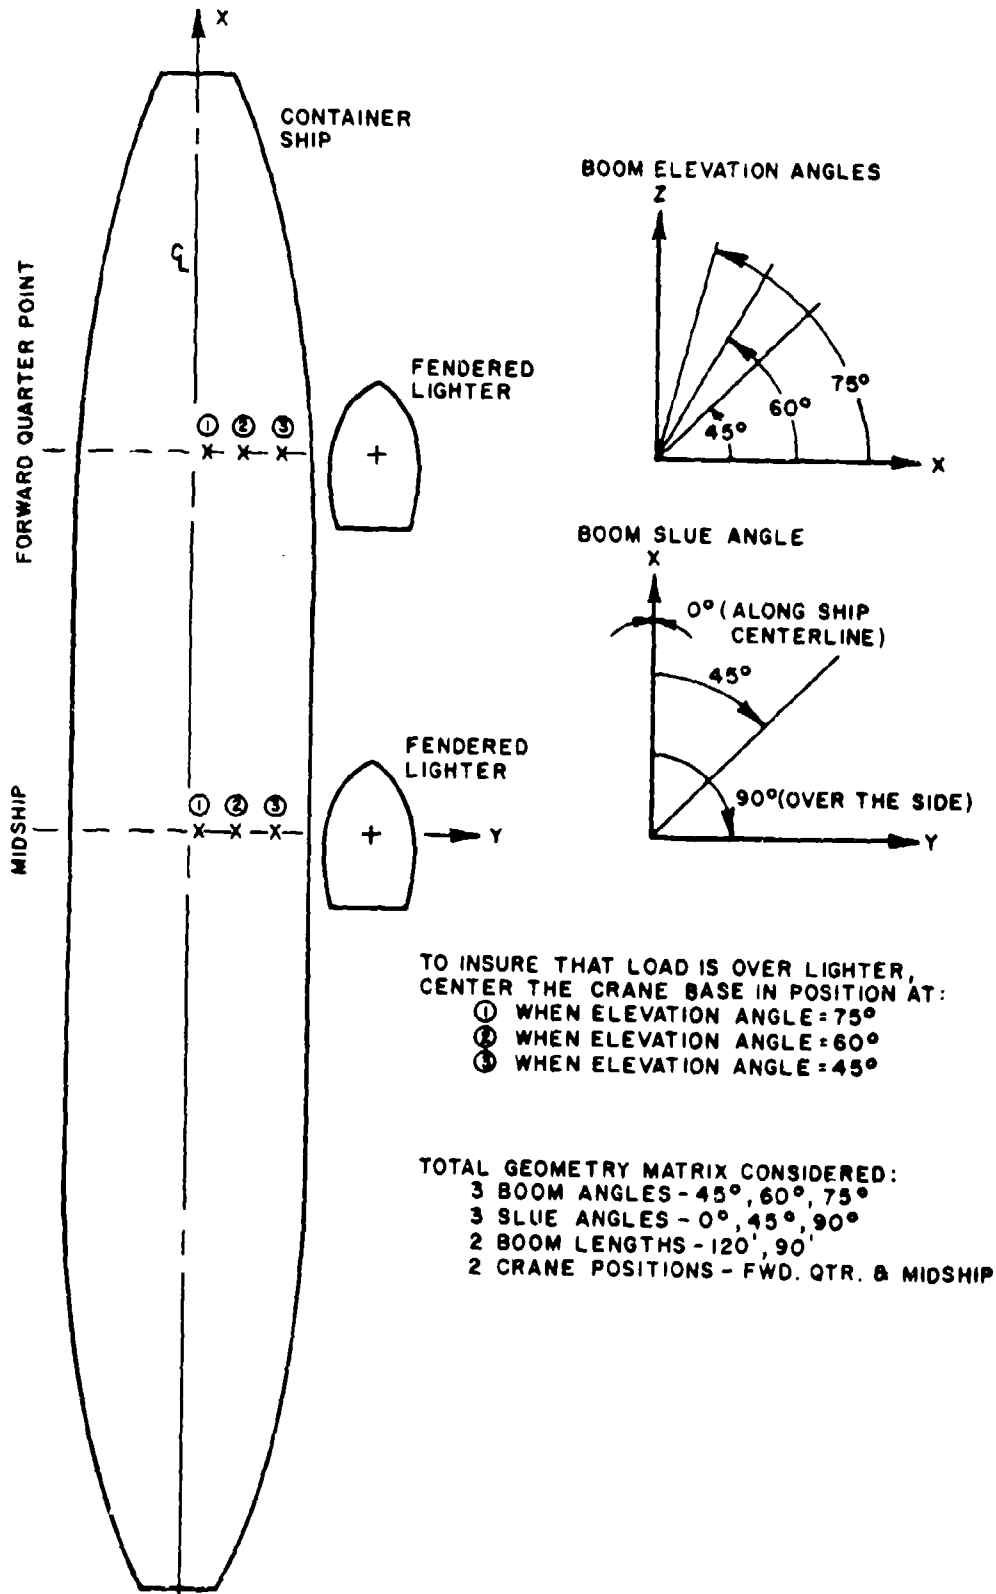 X
CONTAINER
SHIP
℄
FORWARD QUARTER POINT
① ② ③
FENDERED
LIGHTER
MIDSHIP
① ② ③
FENDERED
LIGHTER
Y
BOOM ELEVATION ANGLES
Z
75°
60°
45°
X
BOOM SLUE ANGLE
X
0° (ALONG SHIP
CENTERLINE)
45°
90° (OVER THE SIDE)
Y
TO INSURE THAT LOAD IS OVER LIGHTER,
CENTER THE CRANE BASE IN POSITION AT:
① WHEN ELEVATION ANGLE = 75°
② WHEN ELEVATION ANGLE = 60°
③ WHEN ELEVATION ANGLE = 45°
TOTAL GEOMETRY MATRIX CONSIDERED:
3 BOOM ANGLES - 45°, 60°, 75°
3 SLUE ANGLES - 0°, 45°, 90°
2 BOOM LENGTHS - 120', 90'
2 CRANE POSITIONS - FWD. QTR. & MIDSHIP